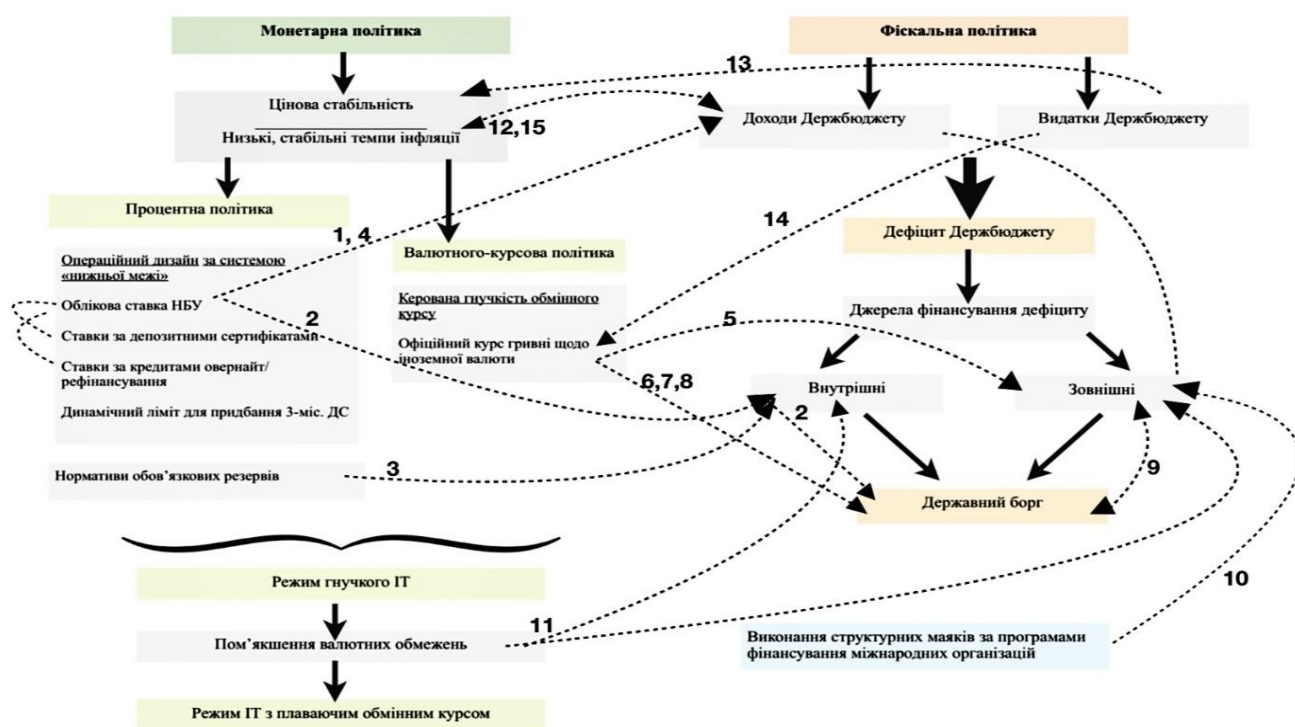 Монетарна політика
Фіскальна політика
13
Цінова стабільність
Низькі, стабільні темпи інфляції
12,15
Доходи Держбюджету
Видатки Держбюджету
Процентна політика
1, 4
14
Валютного-курсова політика
Дефіцит Держбюджету
Операційний дизайн за системою
«нижньої межі»
Облікова ставка НБУ
Ставки за депозитними сертифікатами
Ставки за кредитами овернайт/
рефінансування
Динамічний ліміт для придбання 3-міс. ДС
2
Керована гнучкість обмінного
курсу
Офіційний курс гривні щодо
іноземної валюти
5
Джерела фінансування дефіциту
6,7,8
Внутрішні
Зовнішні
2
Нормативи обов’язкових резервів
3
9
Державний борг
Режим гнучкого ІТ
10
11
Пом’якшення валютних обмежень
Виконання структурних маяків за програмами
фінансування міжнародних організацій
Режим ІТ з плаваючим обмінним курсом